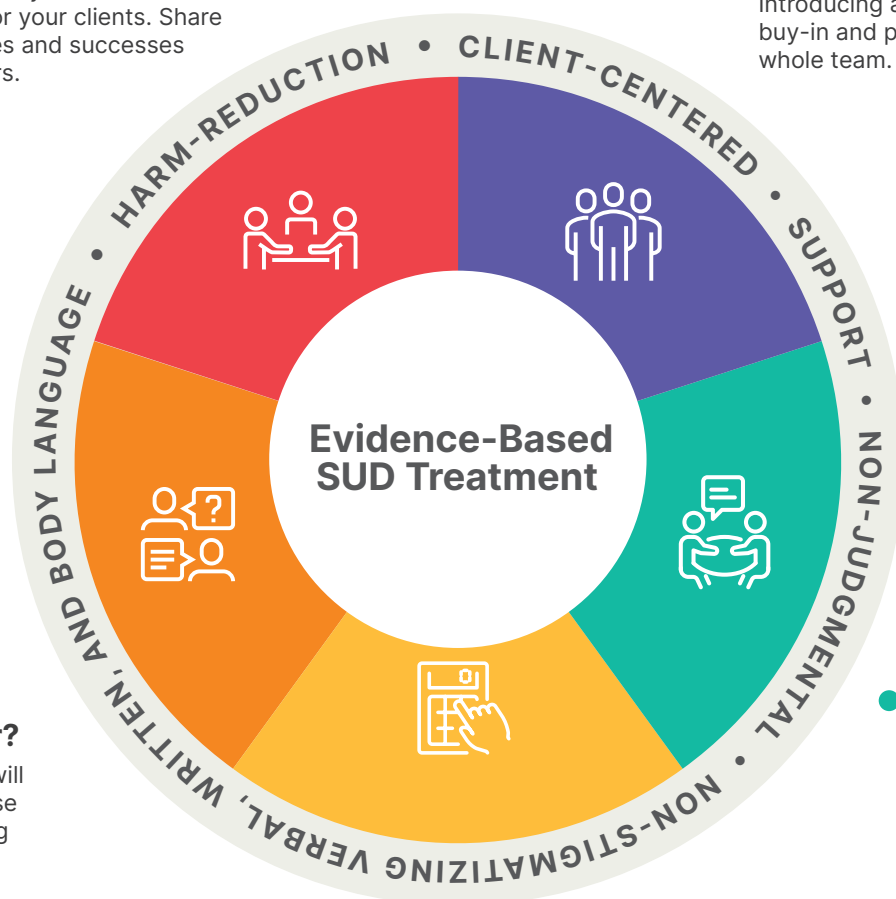 or your clients. Share
es and successes
rs.
introducing a
buy-in and p
whole team.
HARM-REDUCTION • CLIENT-CENTERED • SUPPORT • NON-JUDGMENTAL • NON-STIGMATIZING VERBAL, WRITTEN, AND BODY LANGUAGE •
Evidence-Based
SUD Treatment
?
0
?
will
se
g